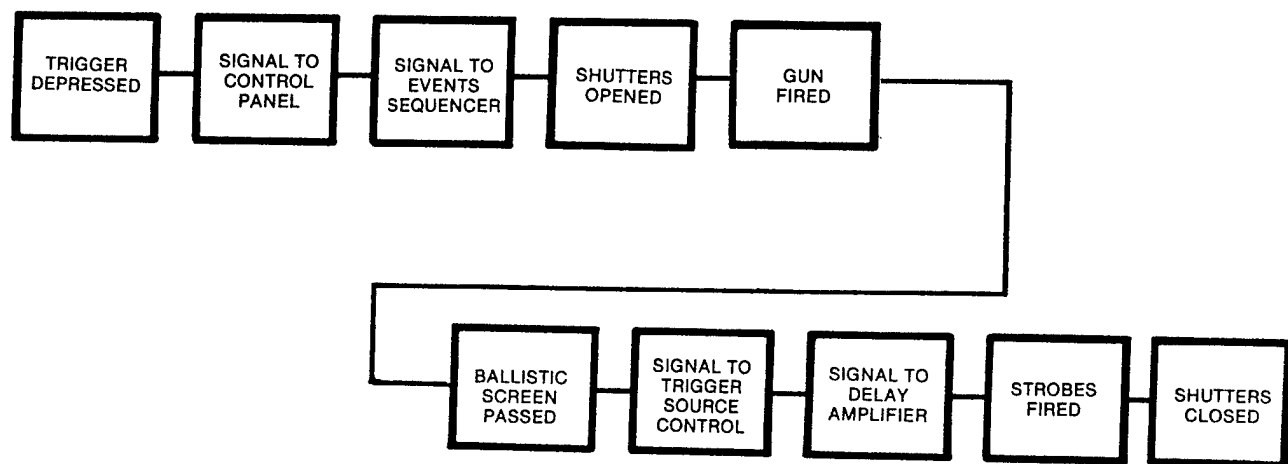 TRIGGER
DEPRESSED
SIGNAL TO
CONTROL
PANEL
SIGNAL TO
EVENTS
SEQUENCER
SHUTTERS
OPENED
GUN
FIRED
BALLISTIC
SCREEN
PASSED
SIGNAL TO
TRIGGER
SOURCE
CONTROL
SIGNAL TO
DELAY
AMPLIFIER
STROBES
FIRED
SHUTTERS
CLOSED